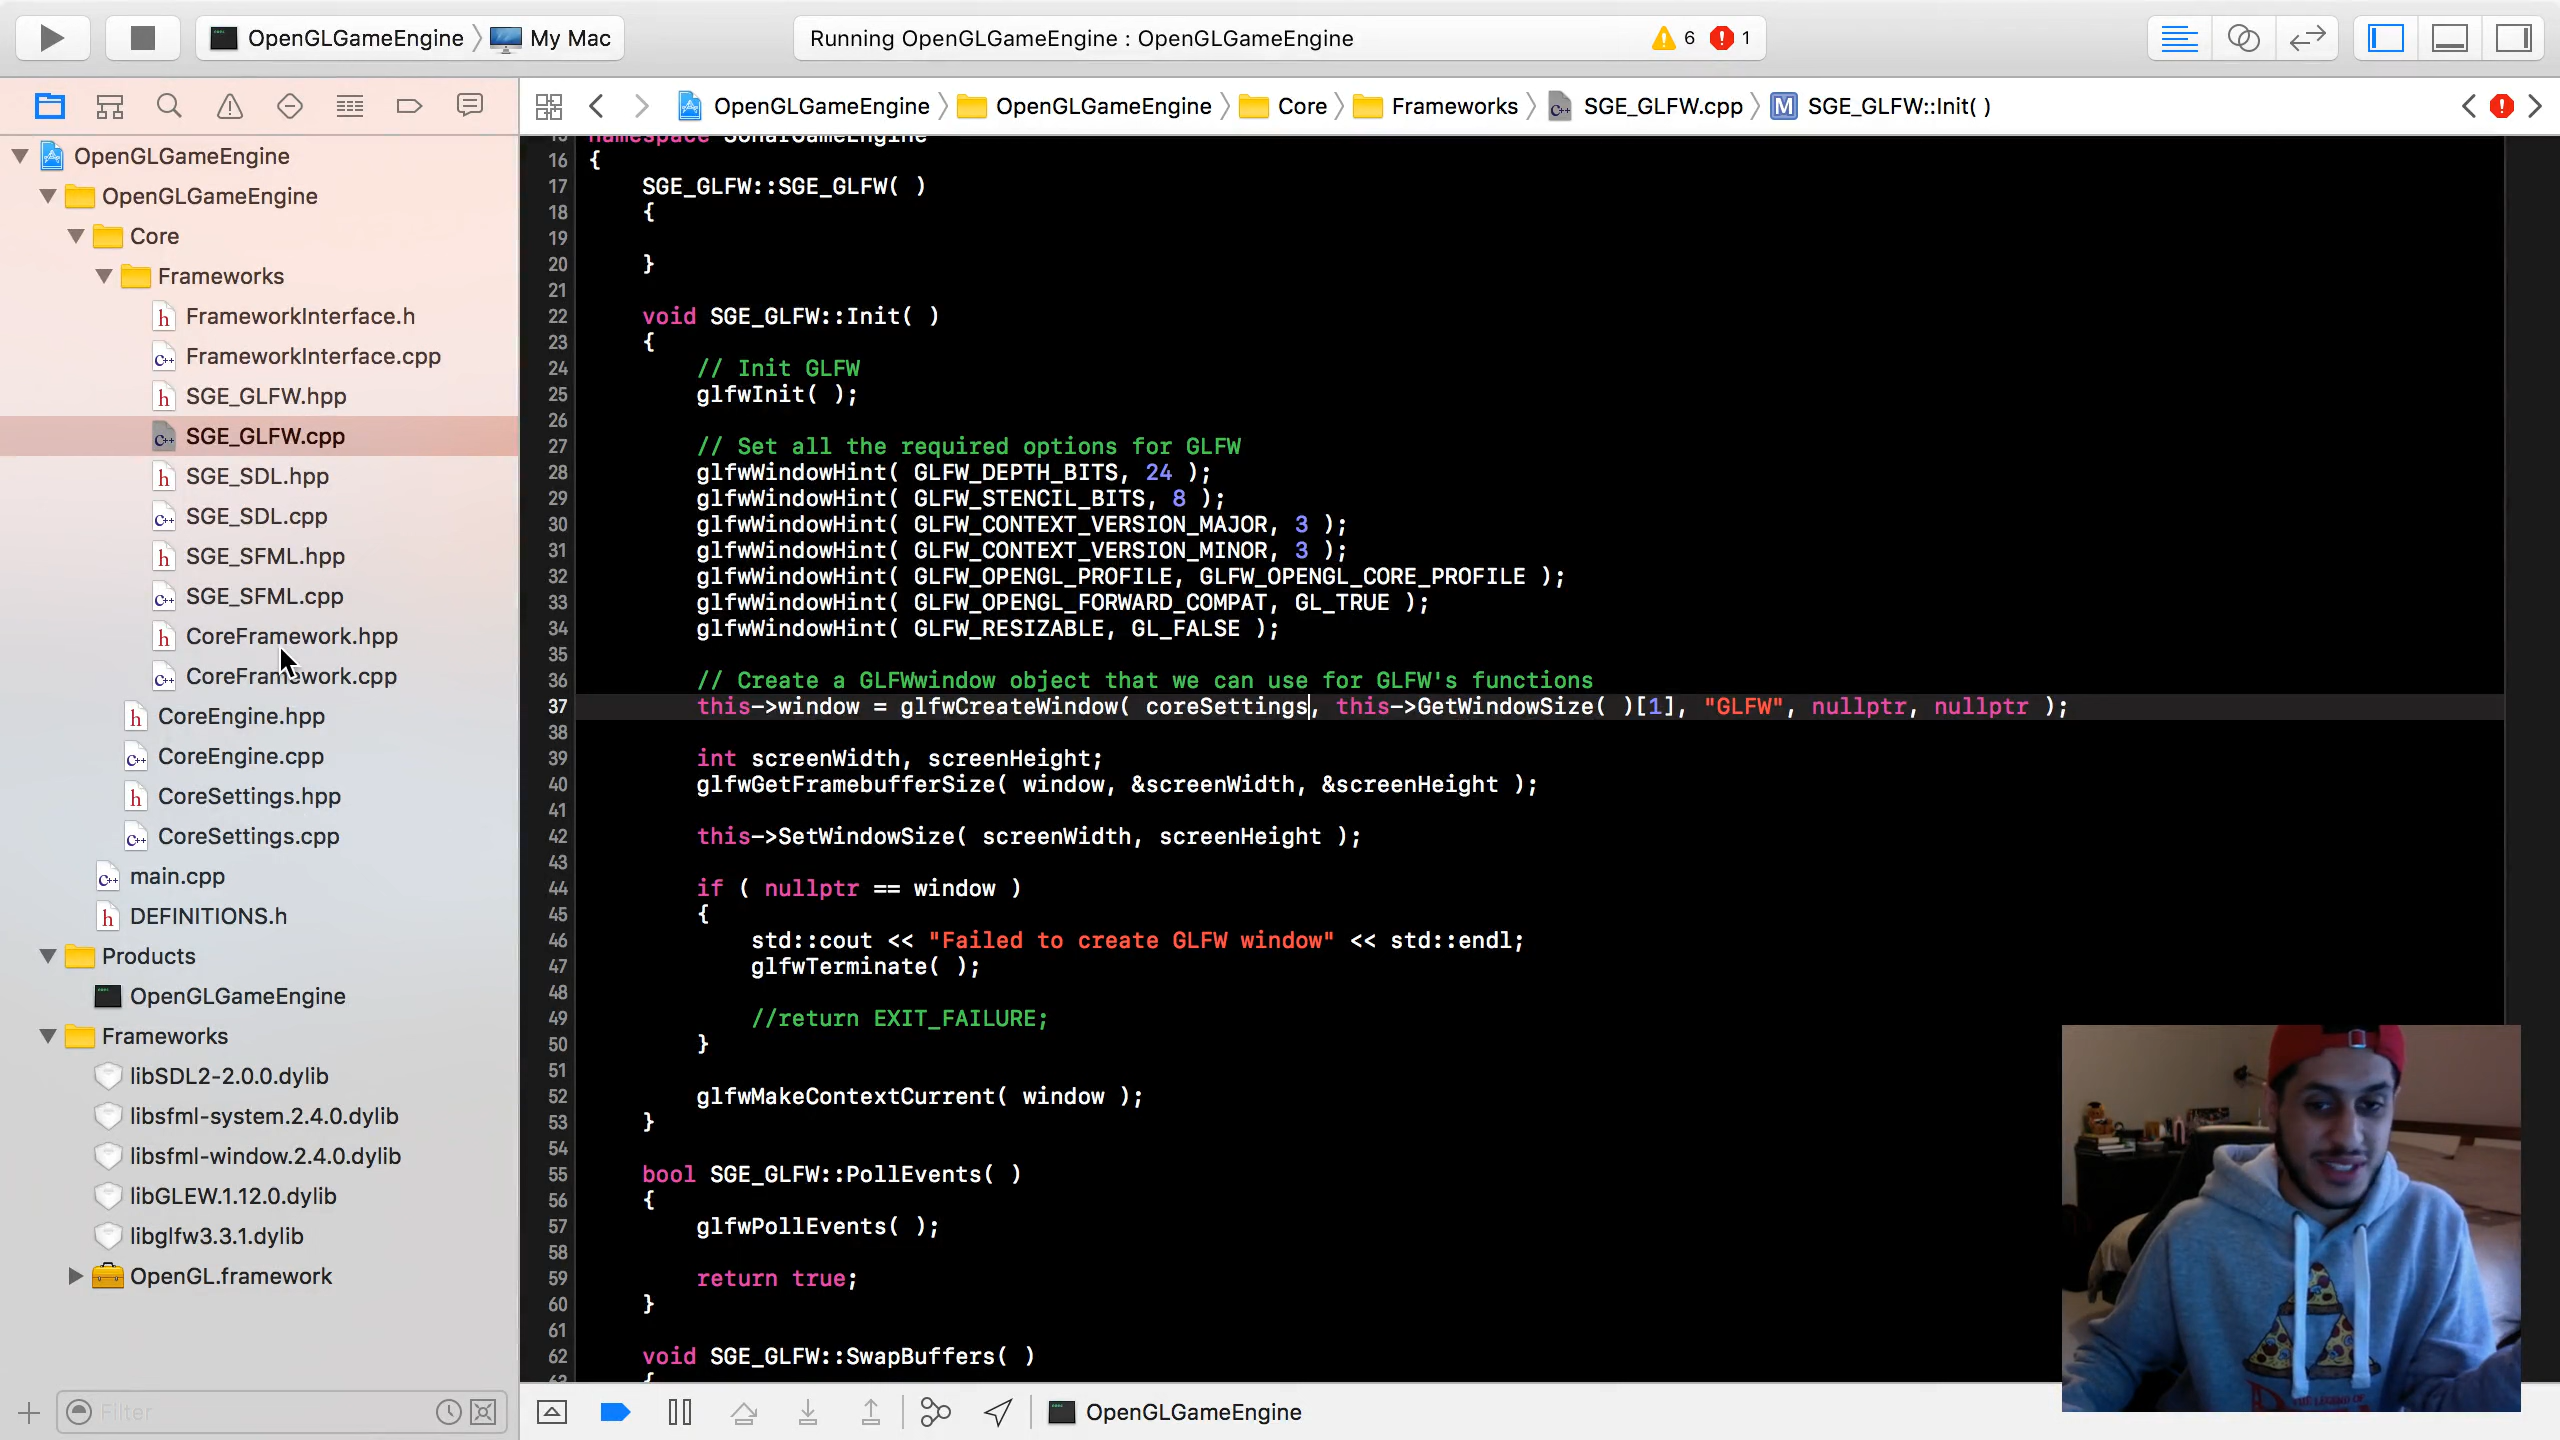 OpenGLGameEngine 〉 My Mac
Running OpenGLGameEngine : OpenGLGameEngine
6
1
OpenGLGameEngine 〉 OpenGLGameEngine 〉 Core 〉 Frameworks 〉 SGE_GLFW.cpp 〉 M SGE_GLFW::Init( )
OpenGLGameEngine
OpenGLGameEngine
Core
Frameworks
h FrameworkInterface.h
C++ FrameworkInterface.cpp
h SGE_GLFW.hpp
C++ SGE_GLFW.cpp
h SGE_SDL.hpp
C++ SGE_SDL.cpp
h SGE_SFML.hpp
C++ SGE_SFML.cpp
h CoreFramework.hpp
C++ CoreFramework.cpp
h CoreEngine.hpp
C++ CoreEngine.cpp
h CoreSettings.hpp
C++ CoreSettings.cpp
C++ main.cpp
h DEFINITIONS.h
Products
OpenGLGameEngine
Frameworks
libSDL2-2.0.0.dylib
libsfml-system.2.4.0.dylib
libsfml-window.2.4.0.dylib
libGLEW.1.12.0.dylib
libglfw3.3.1.dylib
OpenGL.framework
Filter
15 namespace SonarGameEngine
16 {
17     SGE_GLFW::SGE_GLFW( )
18     {
19
20     }
21
22     void SGE_GLFW::Init( )
23     {
24         // Init GLFW
25         glfwInit( );
26
27         // Set all the required options for GLFW
28         glfwWindowHint( GLFW_DEPTH_BITS, 24 );
29         glfwWindowHint( GLFW_STENCIL_BITS, 8 );
30         glfwWindowHint( GLFW_CONTEXT_VERSION_MAJOR, 3 );
31         glfwWindowHint( GLFW_CONTEXT_VERSION_MINOR, 3 );
32         glfwWindowHint( GLFW_OPENGL_PROFILE, GLFW_OPENGL_CORE_PROFILE );
33         glfwWindowHint( GLFW_OPENGL_FORWARD_COMPAT, GL_TRUE );
34         glfwWindowHint( GLFW_RESIZABLE, GL_FALSE );
35
36         // Create a GLFWwindow object that we can use for GLFW's functions
37         this->window = glfwCreateWindow( coreSettings, this->GetWindowSize( )[1], "GLFW", nullptr, nullptr );
38
39         int screenWidth, screenHeight;
40         glfwGetFramebufferSize( window, &screenWidth, &screenHeight );
41
42         this->SetWindowSize( screenWidth, screenHeight );
43
44         if ( nullptr == window )
45         {
46             std::cout << "Failed to create GLFW window" << std::endl;
47             glfwTerminate( );
48
49             //return EXIT_FAILURE;
50         }
51
52         glfwMakeContextCurrent( window );
53     }
54
55     bool SGE_GLFW::PollEvents( )
56     {
57         glfwPollEvents( );
58
59         return true;
60     }
61
62     void SGE_GLFW::SwapBuffers( )
63     {
OpenGLGameEngine
THE LEGEND OF